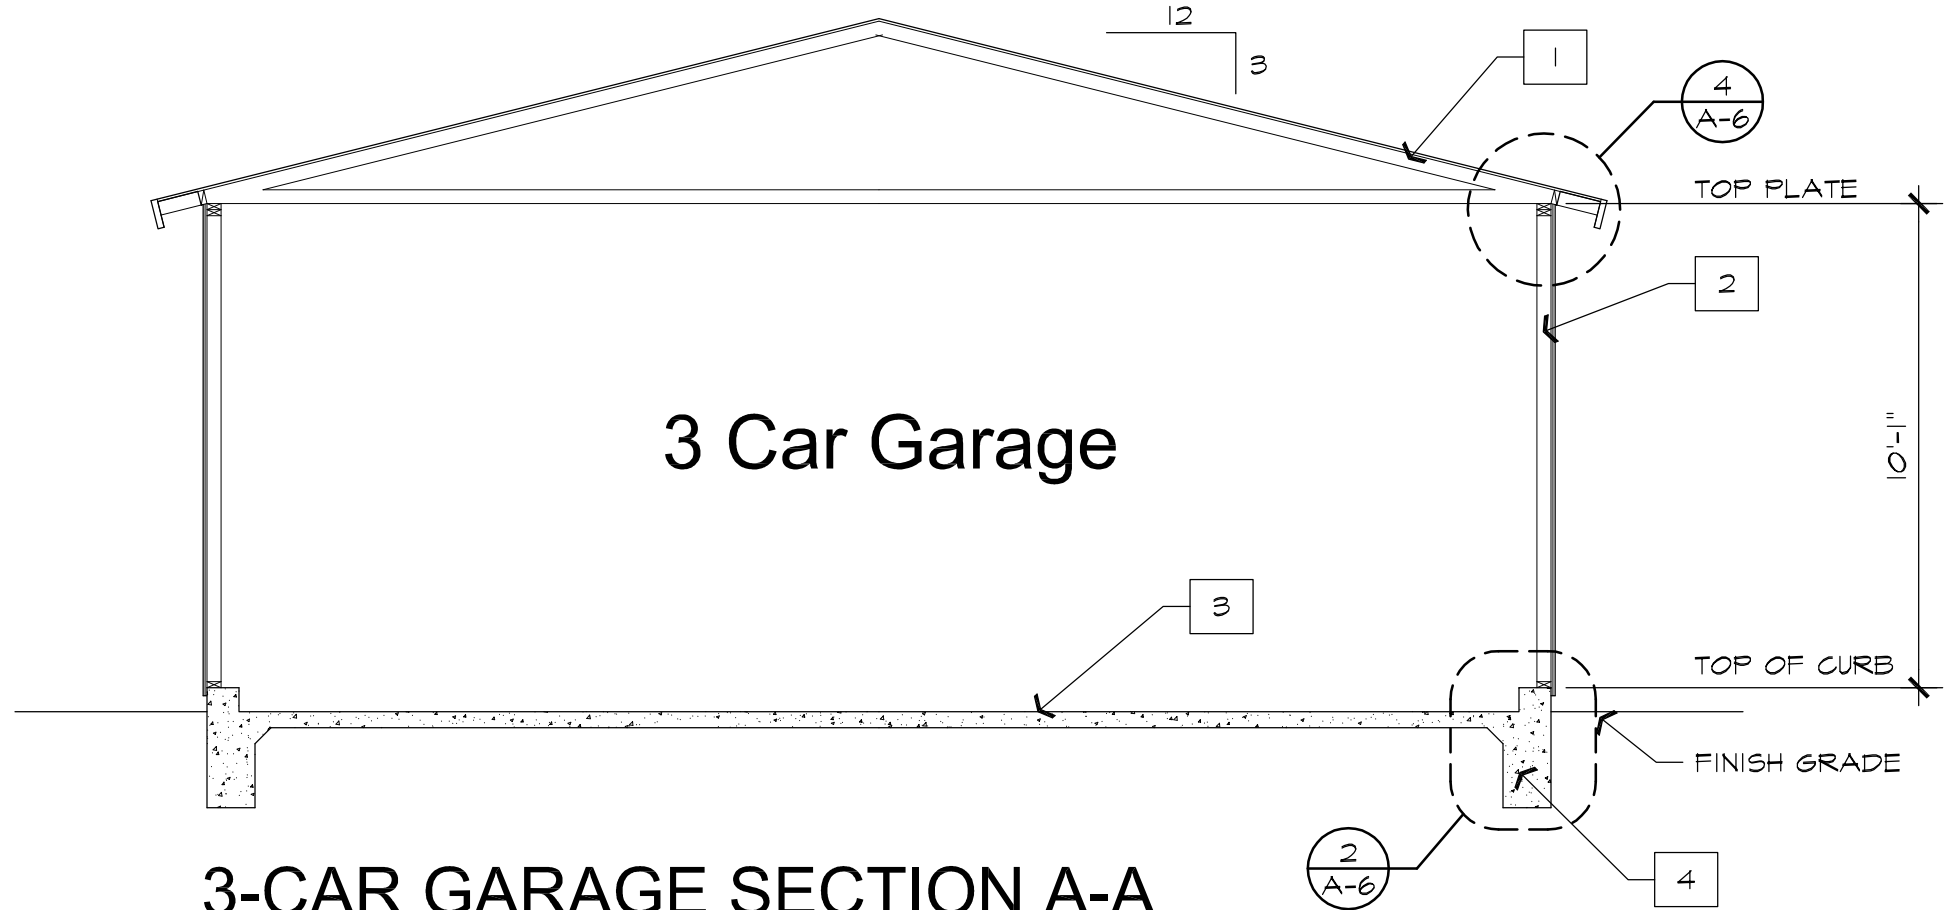 12
3
1
4
A-6
TOP PLATE
2
10'-1"
3 Car Garage
3
TOP OF CURB
FINISH GRADE
2
A-6
4
3-CAR GARAGE SECTION A-A